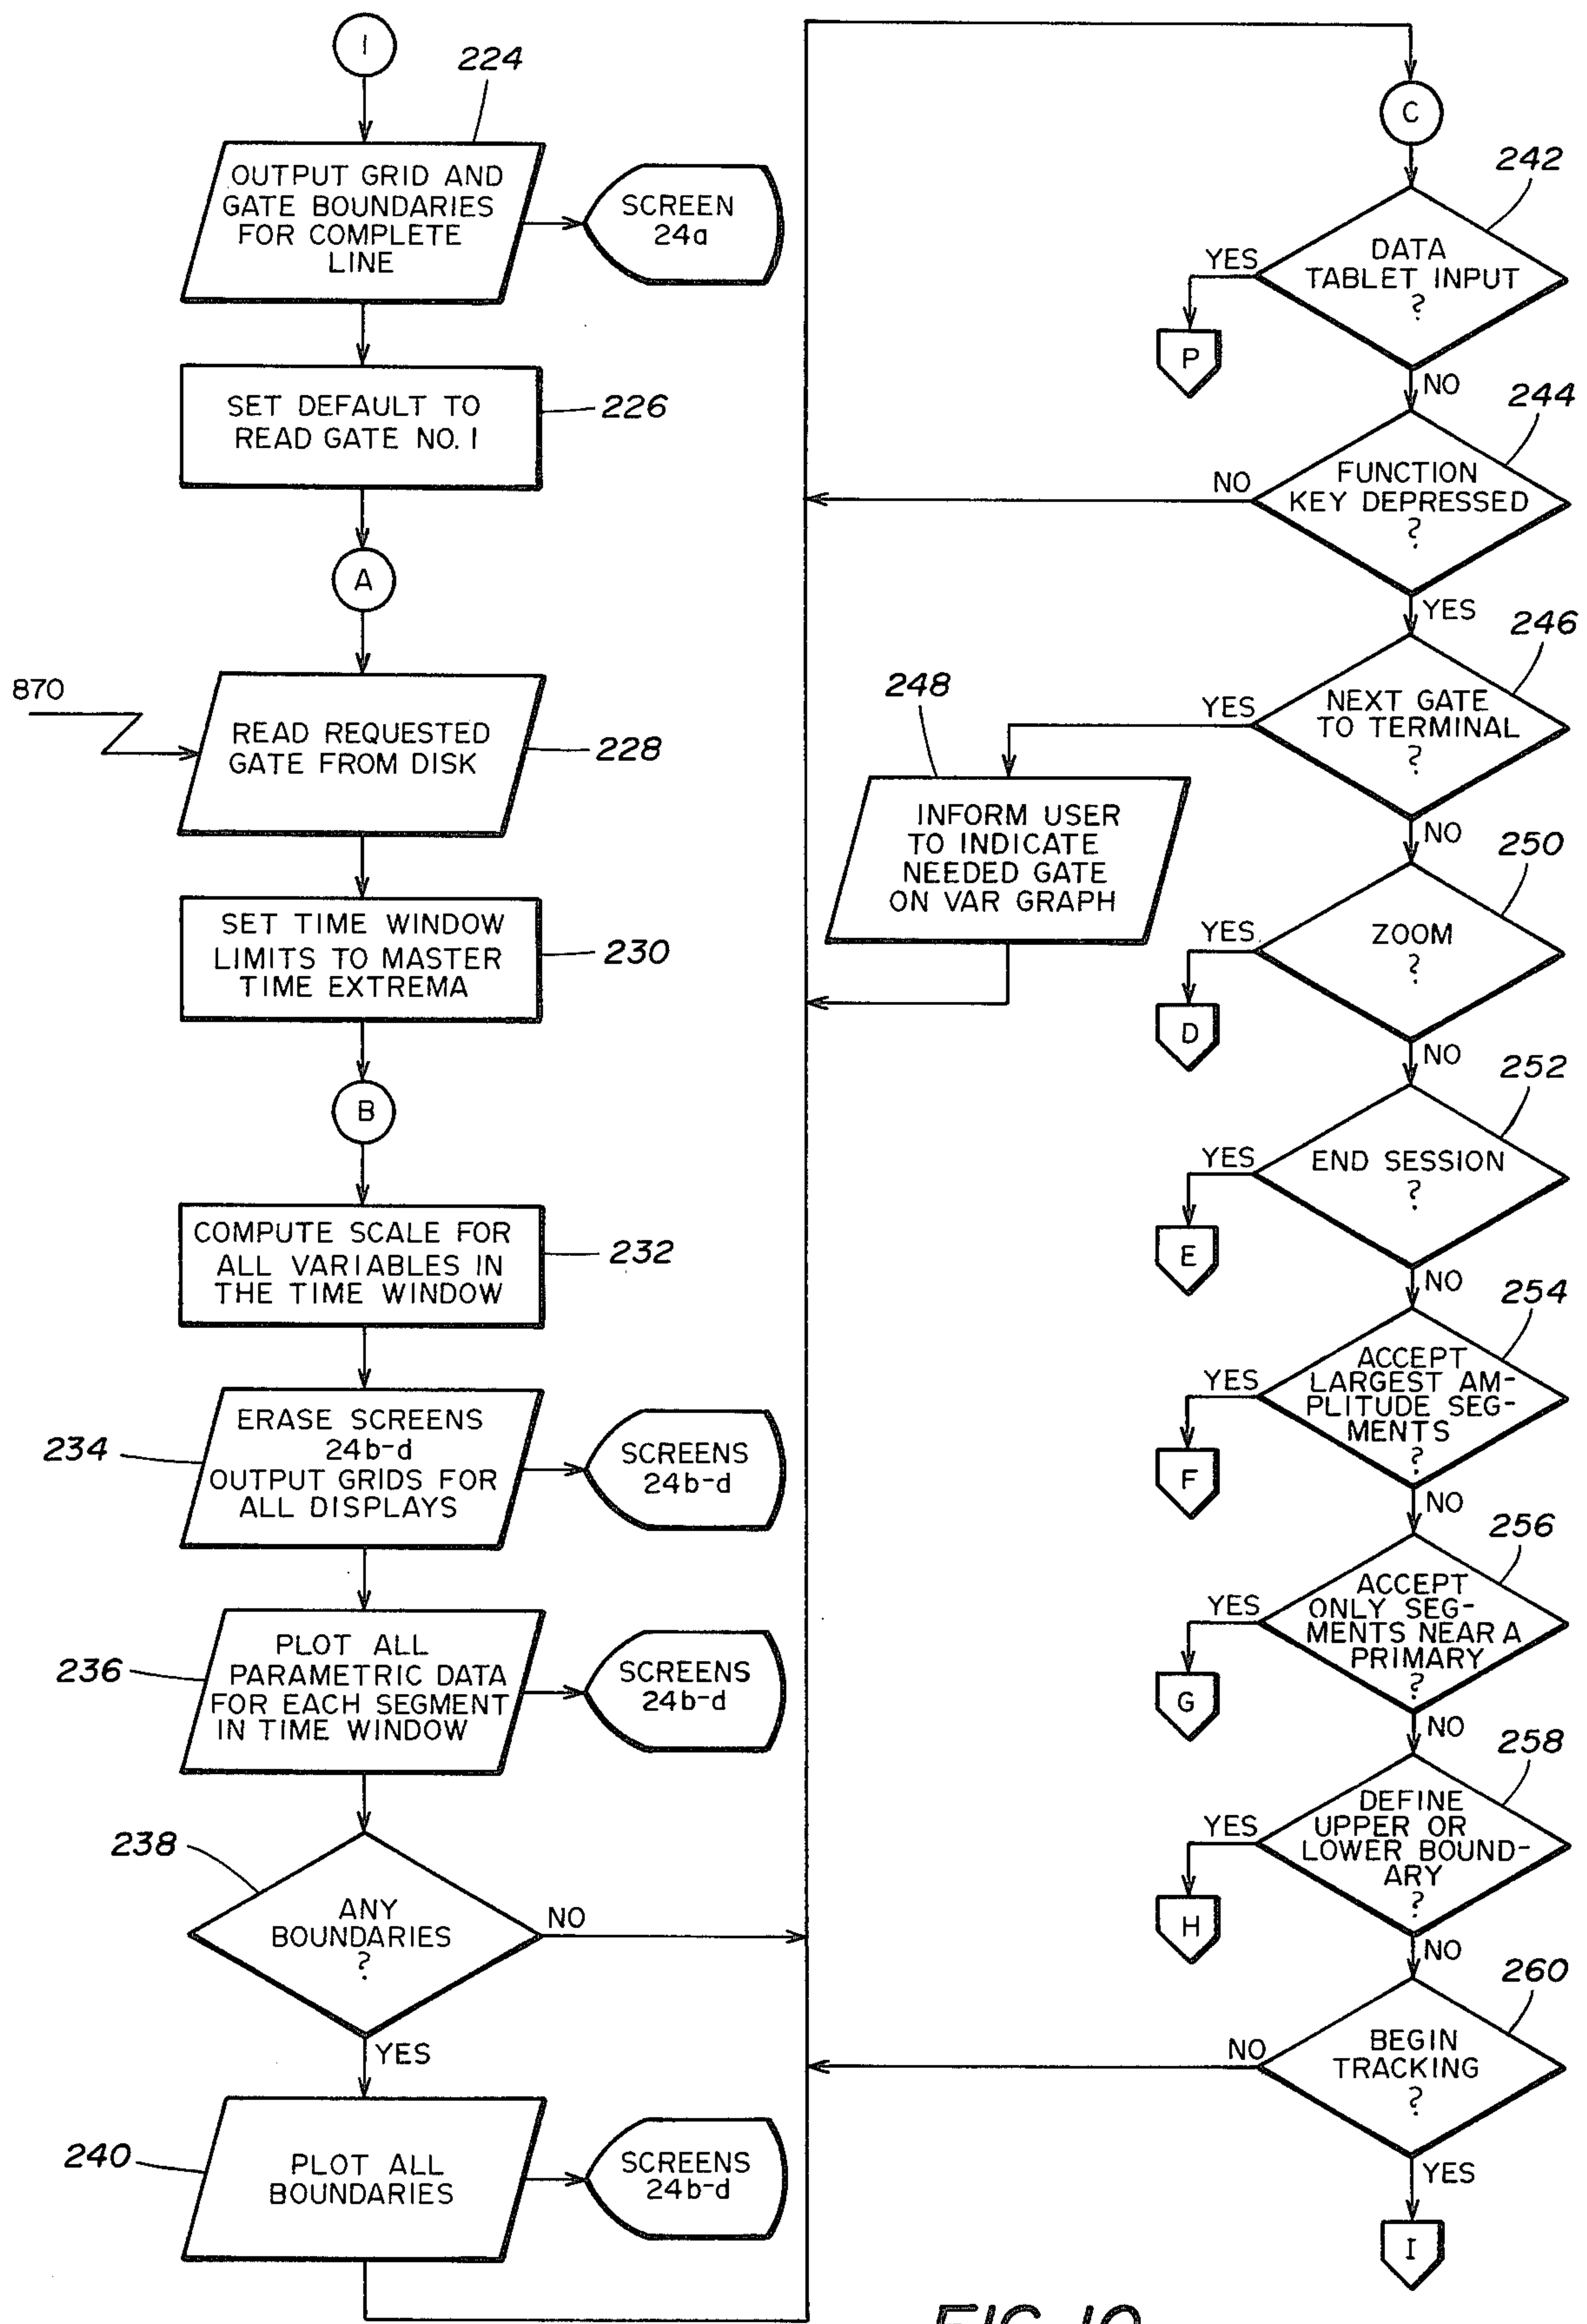 1
224
OUTPUT GRID AND
GATE BOUNDARIES
FOR COMPLETE
LINE
SCREEN
24a
SET DEFAULT TO
READ GATE NO. 1
226
A
870
READ REQUESTED
GATE FROM DISK
228
SET TIME WINDOW
LIMITS TO MASTER
TIME EXTREMA
230
B
COMPUTE SCALE FOR
ALL VARIABLES IN
THE TIME WINDOW
232
234
ERASE SCREENS
24b-d
OUTPUT GRIDS FOR
ALL DISPLAYS
SCREENS
24b-d
236
PLOT ALL
PARAMETRIC DATA
FOR EACH SEGMENT
IN TIME WINDOW
SCREENS
24b-d
238
ANY
BOUNDARIES
?
NO
YES
240
PLOT ALL
BOUNDARIES
SCREENS
24b-d
C
242
DATA
TABLET INPUT
?
YES
P
NO
244
FUNCTION
KEY DEPRESSED
?
NO
YES
246
NEXT GATE
TO TERMINAL
?
YES
248
INFORM USER
TO INDICATE
NEEDED GATE
ON VAR GRAPH
NO
250
ZOOM
?
YES
D
NO
252
END SESSION
?
YES
E
NO
254
ACCEPT
LARGEST AM-
PLITUDE SEG-
MENTS
?
YES
F
NO
256
ACCEPT
ONLY SEG-
MENTS NEAR A
PRIMARY
?
YES
G
NO
258
DEFINE
UPPER OR
LOWER BOUND-
ARY
?
YES
H
NO
260
BEGIN
TRACKING
?
NO
YES
I